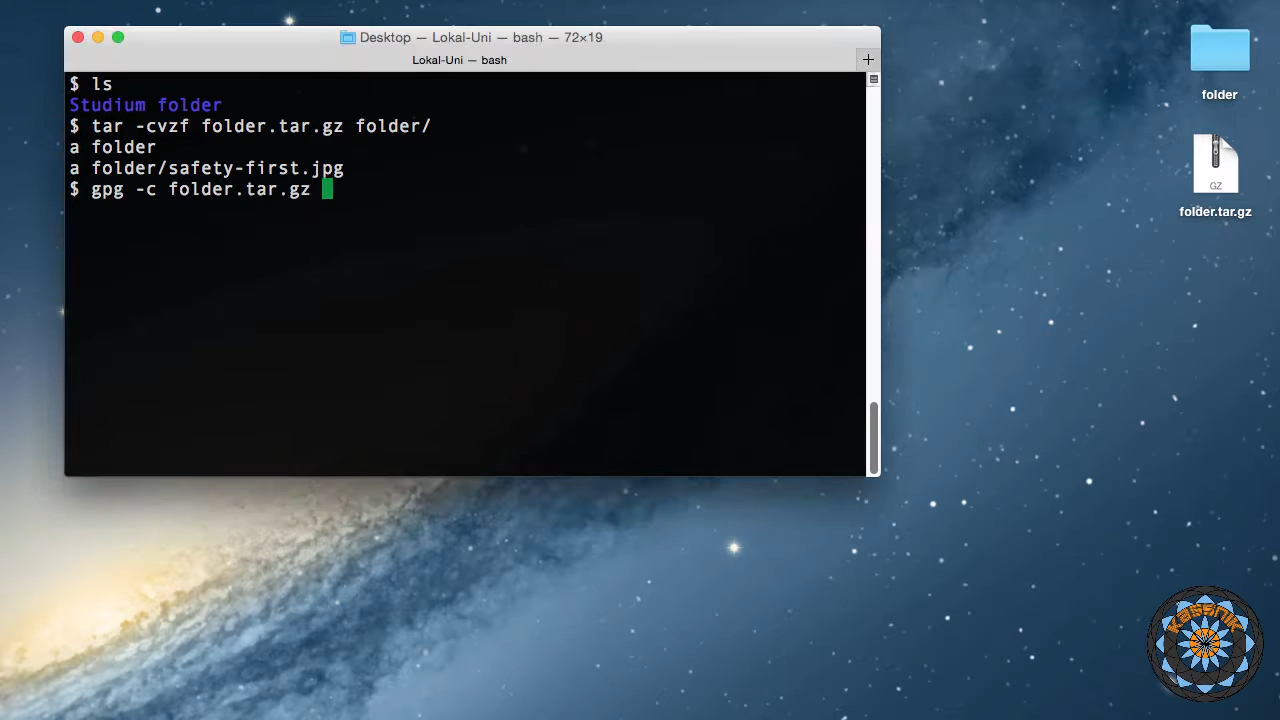 Desktop — Lokal-Uni — bash — 72×19
Lokal-Uni — bash
$ ls
Studium folder
$ tar -cvzf folder.tar.gz folder/
a folder
a folder/safety-first.jpg
$ gpg -c folder.tar.gz
folder
GZ
folder.tar.gz
kassnik